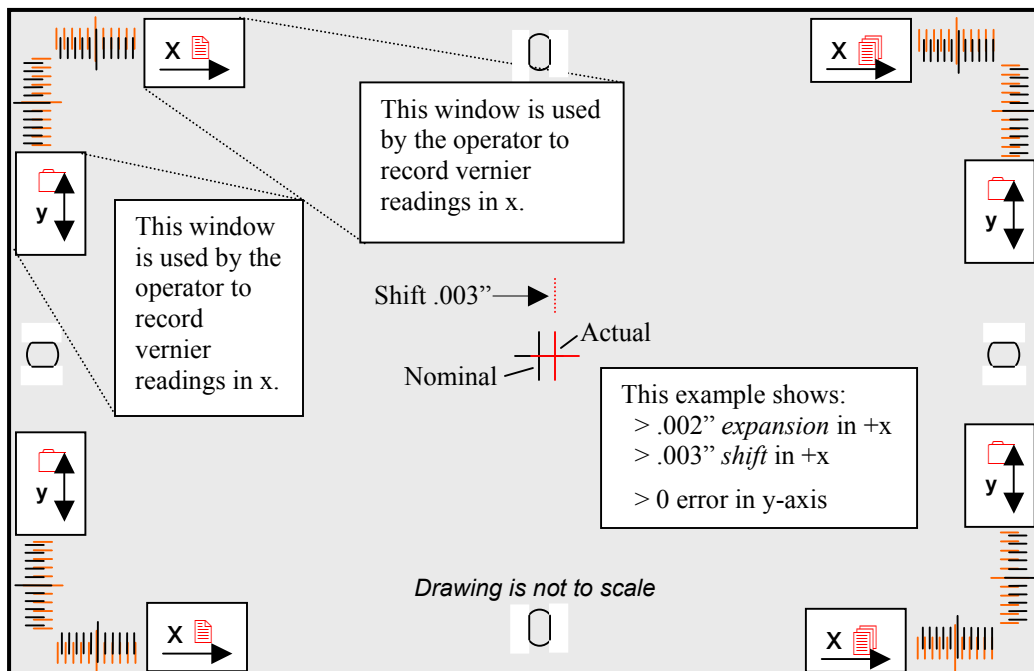 X
X
This window is used
by the operator to
record vernier
readings in x.
y
y
This window
is used by the
operator to
record
vernier
readings in x.
Shift .003”
Actual
Nominal
This example shows:
> .002” expansion in +x
> .003” shift in +x
> 0 error in y-axis
y
y
Drawing is not to scale
X
X